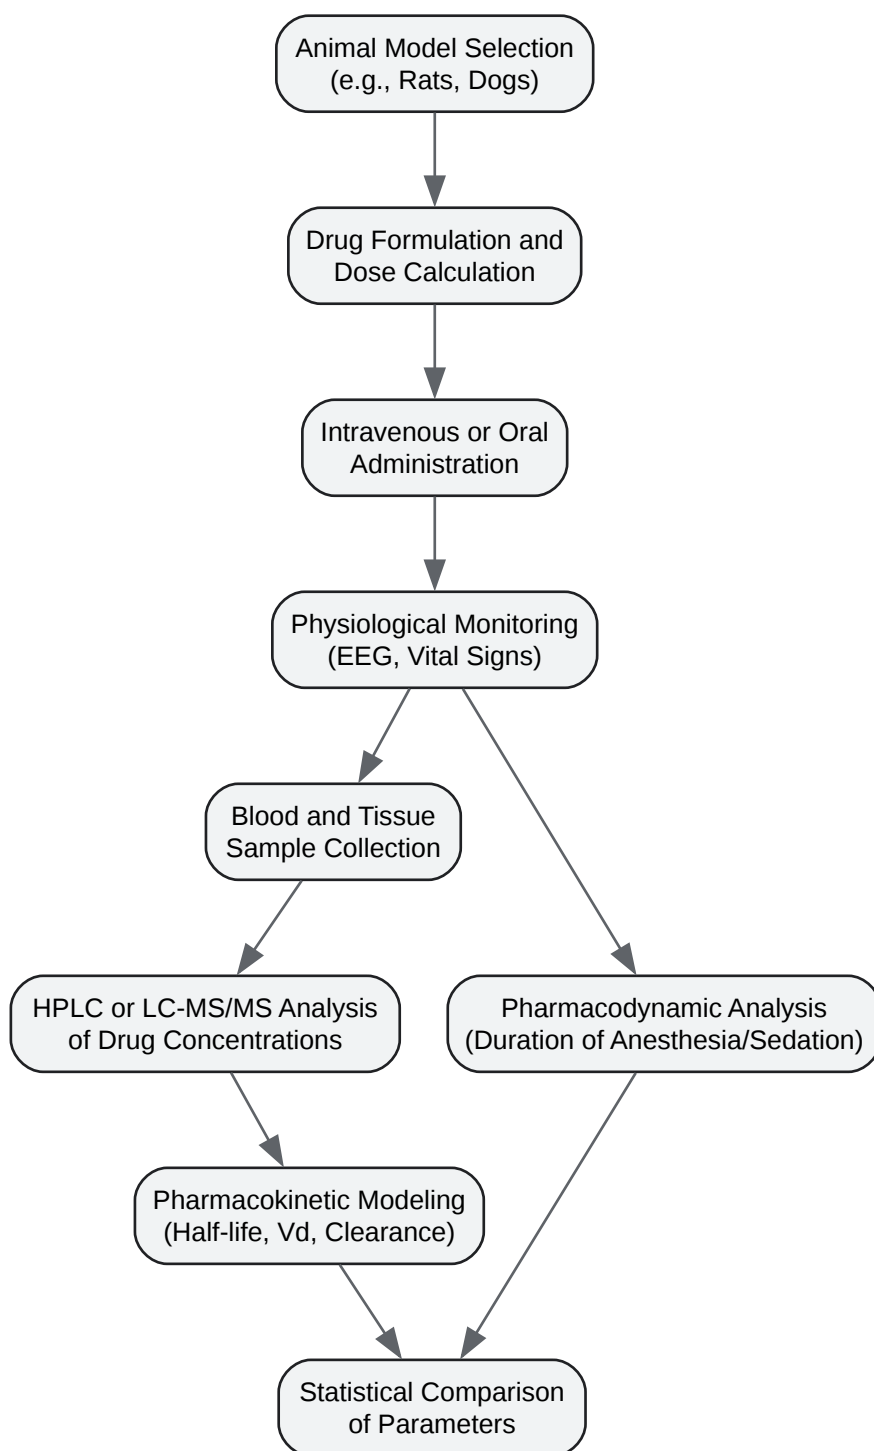 Animal Model Selection
(e.g., Rats, Dogs)
Drug Formulation and
Dose Calculation
Intravenous or Oral
Administration
Physiological Monitoring
(EEG, Vital Signs)
Blood and Tissue
Sample Collection
HPLC or LC-MS/MS Analysis
of Drug Concentrations
Pharmacodynamic Analysis
(Duration of Anesthesia/Sedation)
Pharmacokinetic Modeling
(Half-life, Vd, Clearance)
Statistical Comparison
of Parameters